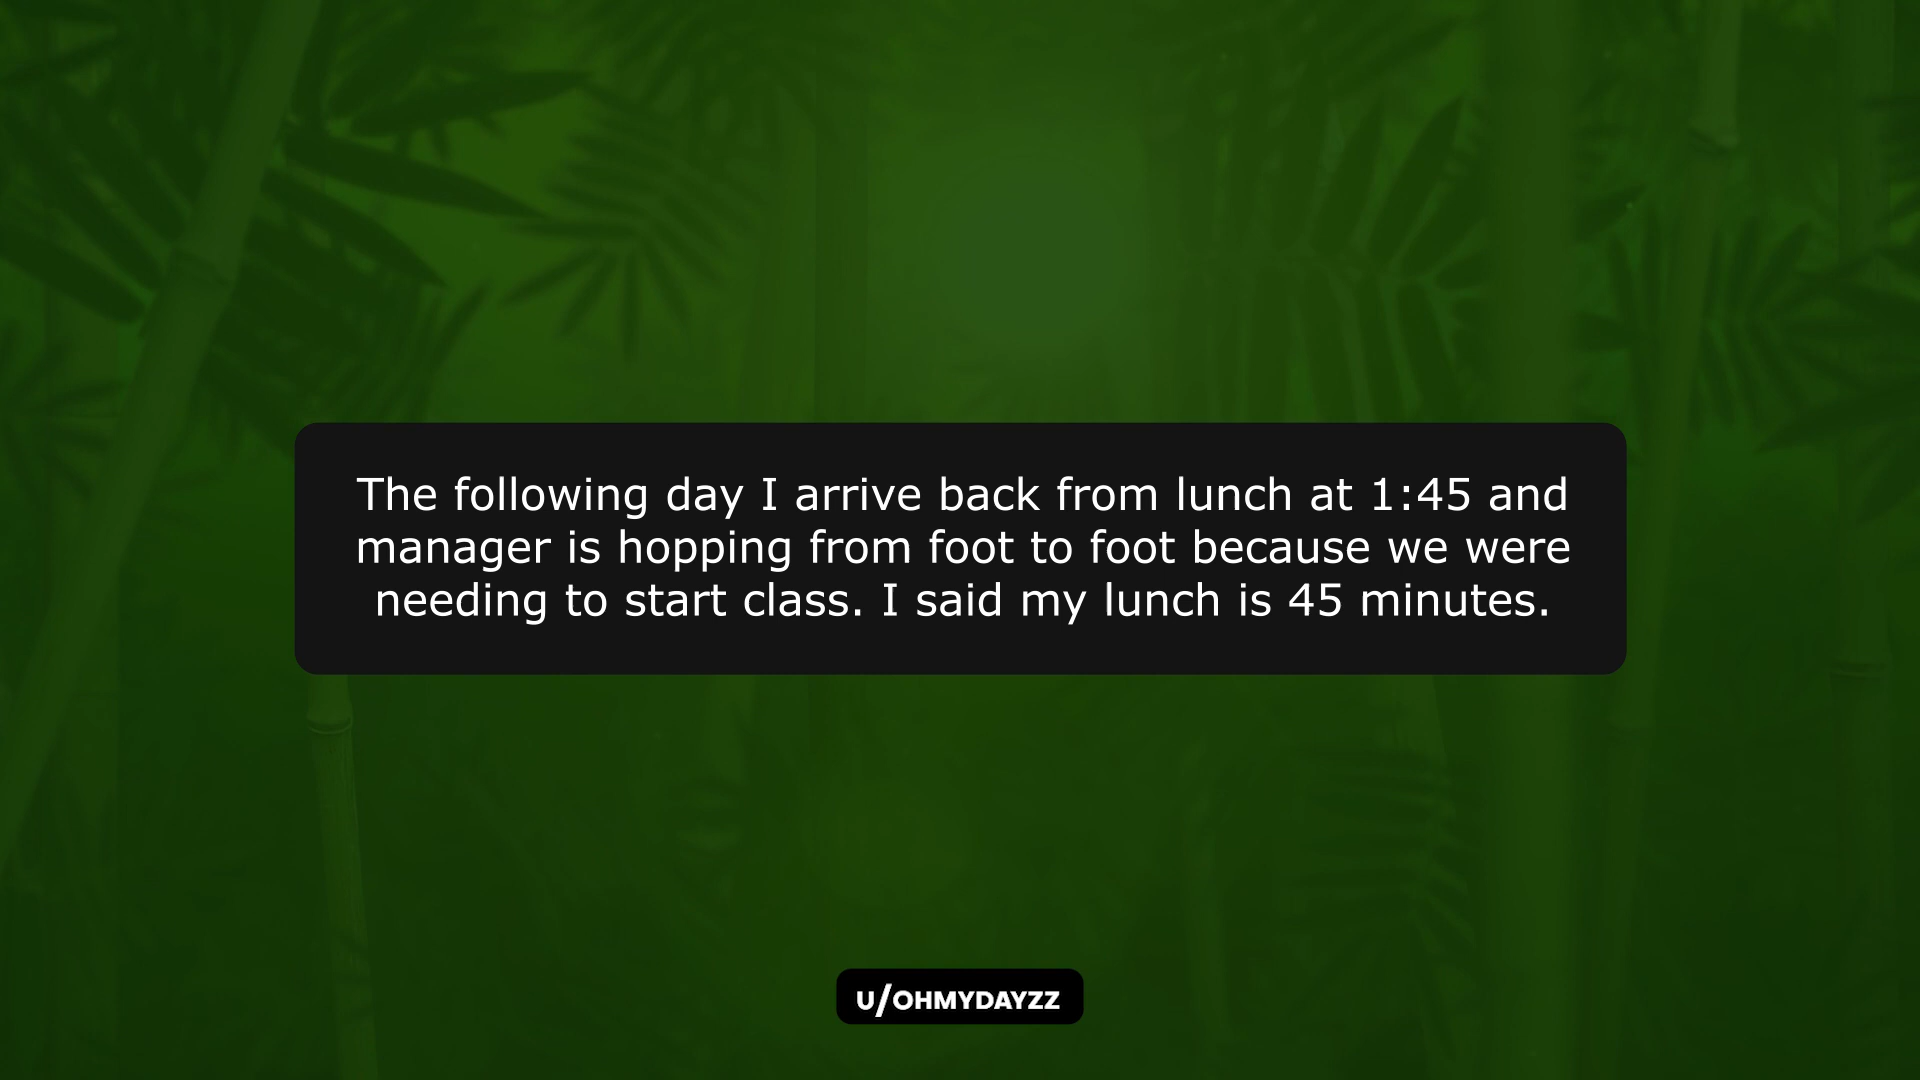 The following day I arrive back from lunch at 1:45 and
manager is hopping from foot to foot because we were
needing to start class. I said my lunch is 45 minutes.
U/OHMYDAYZZ